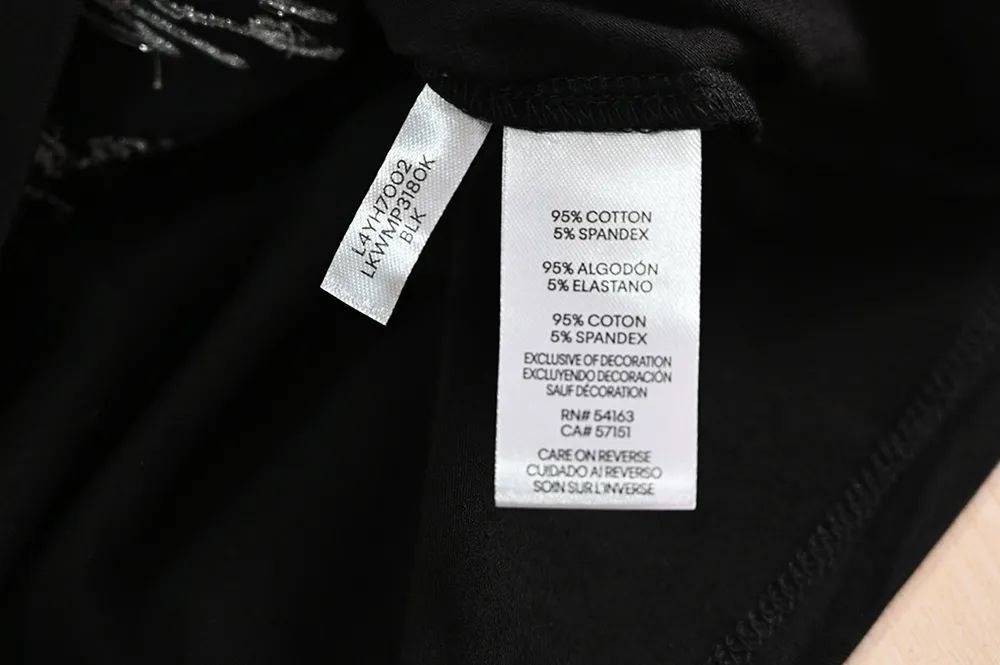 L4YH7002
LKWMP3180K
BLK
95% COTTON
5% SPANDEX
95% ALGODÓN
5% ELASTANO
95% COTON
5% SPANDEX
EXCLUSIVE OF DECORATION
EXCLUYENDO DECORACIÓN
SAUF DÉCORATION
RN# 54163
CA# 57151
CARE ON REVERSE
CUIDADO AL REVERSO
SOIN SUR L'INVERSE